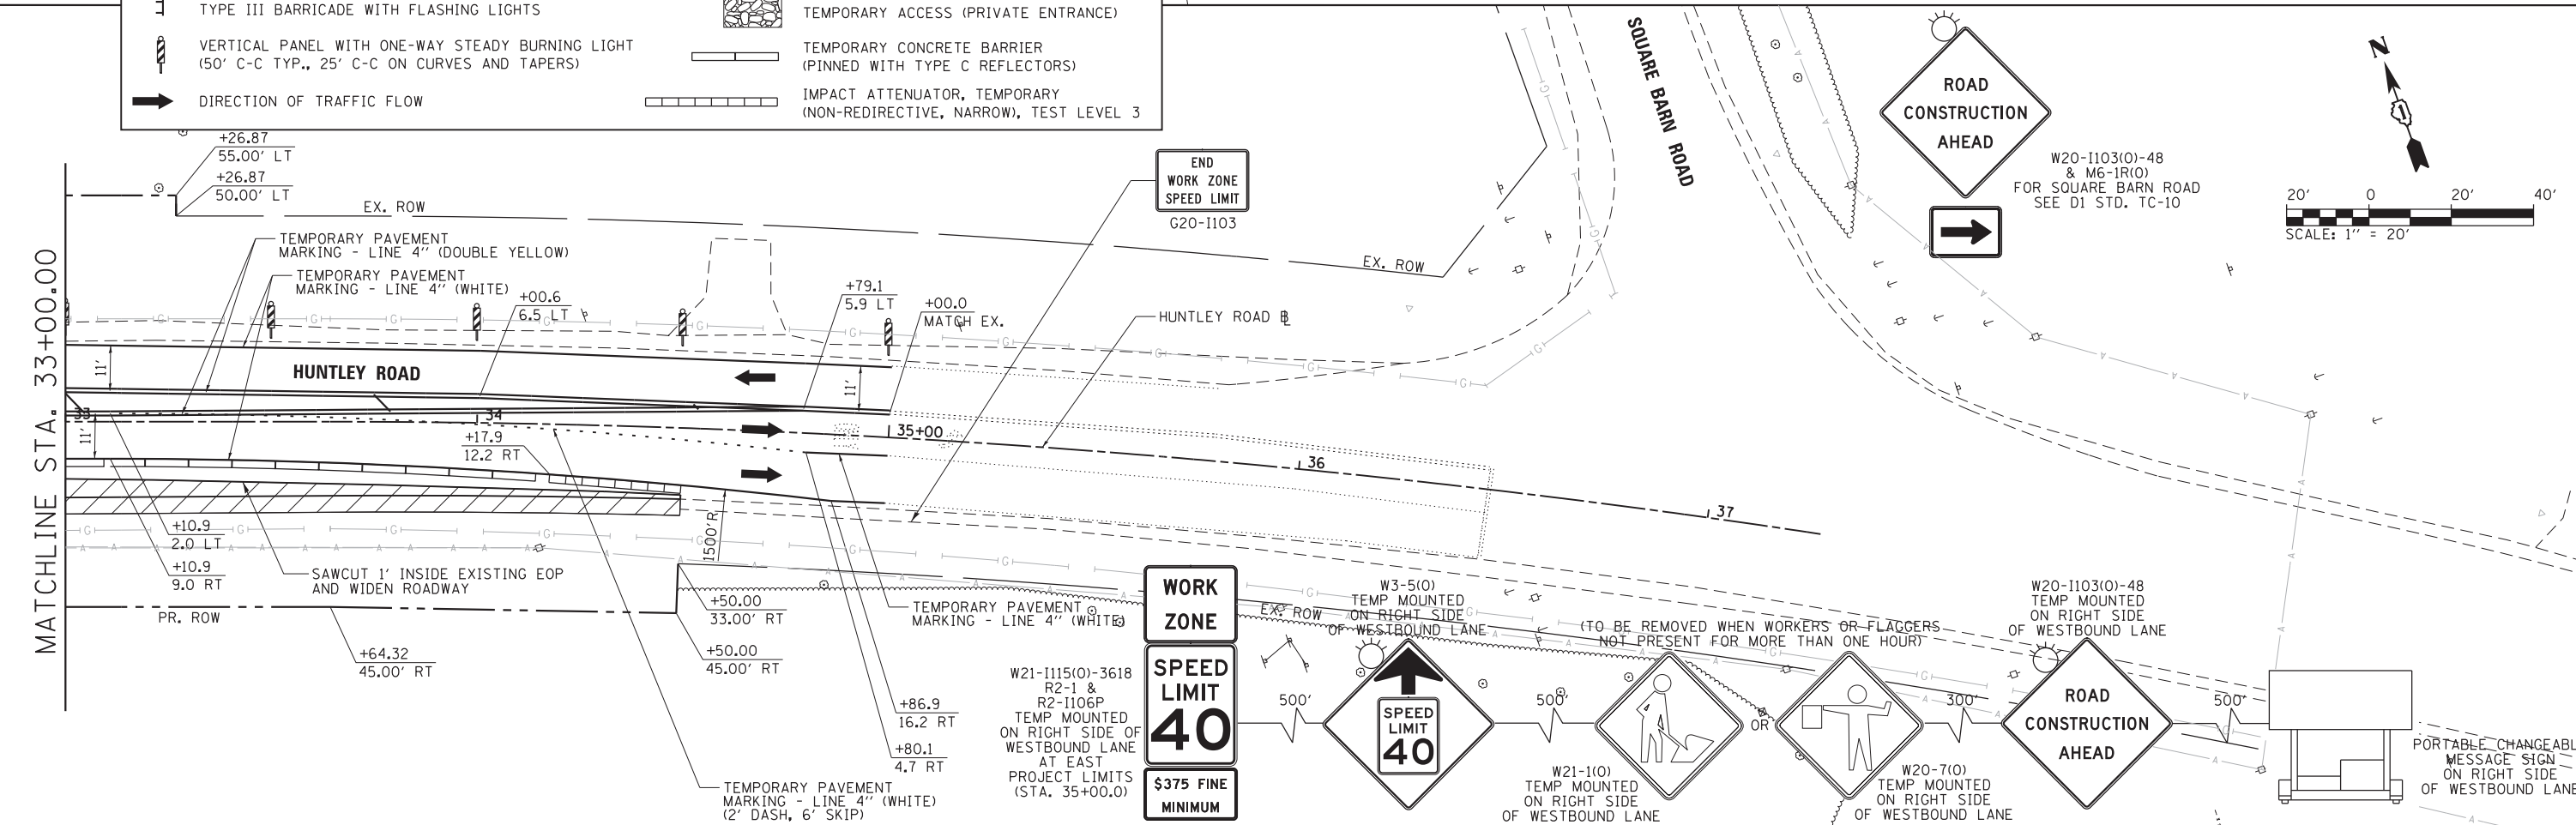 TYPE III BARRICADE WITH FLASHING LIGHTS
VERTICAL PANEL WITH ONE-WAY STEADY BURNING LIGHT
(50' C-C TYP., 25' C-C ON CURVES AND TAPERS)
DIRECTION OF TRAFFIC FLOW
TEMPORARY ACCESS (PRIVATE ENTRANCE)
TEMPORARY CONCRETE BARRIER
(PINNED WITH TYPE C REFLECTORS)
IMPACT ATTENUATOR, TEMPORARY
(NON-REDIRECTIVE, NARROW), TEST LEVEL 3
SQUARE BARN ROAD
ROAD
CONSTRUCTION
AHEAD
W20-I103(O)-48
& M6-1R(O)
FOR SQUARE BARN ROAD
SEE D1 STD. TC-10
N
20' 0 20' 40'
SCALE: 1'' = 20'
MATCHLINE STA. 33+00.00
+26.87
55.00' LT
+26.87
50.00' LT
EX. ROW
END
WORK ZONE
SPEED LIMIT
G20-I103
EX. ROW
TEMPORARY PAVEMENT
MARKING - LINE 4'' (DOUBLE YELLOW)
TEMPORARY PAVEMENT
MARKING - LINE 4'' (WHITE)
+00.6
6.5 LT
+79.1
5.9 LT
+00.0
MATCH EX.
HUNTLEY ROAD ℄
11'
HUNTLEY ROAD
11'
33
34
35+00
36
37
11'
+17.9
12.2 RT
+10.9
2.0 LT
+10.9
9.0 RT
1500'R
SAWCUT 1' INSIDE EXISTING EOP
AND WIDEN ROADWAY
PR. ROW
+64.32
45.00' RT
+50.00
33.00' RT
+50.00
45.00' RT
TEMPORARY PAVEMENT
MARKING - LINE 4'' (WHITE)
+86.9
16.2 RT
+80.1
4.7 RT
TEMPORARY PAVEMENT
MARKING - LINE 4'' (WHITE)
(2' DASH, 6' SKIP)
W21-I115(O)-3618
R2-1 &
R2-I106P
TEMP MOUNTED
ON RIGHT SIDE OF
WESTBOUND LANE
AT EAST
PROJECT LIMITS
(STA. 35+00.0)
WORK
ZONE
SPEED
LIMIT
40
$375 FINE
MINIMUM
EX. ROW
500'
W3-5(O)
TEMP MOUNTED
ON RIGHT SIDE
OF WESTBOUND LANE
SPEED
LIMIT
40
500'
(TO BE REMOVED WHEN WORKERS OR FLAGGERS
NOT PRESENT FOR MORE THAN ONE HOUR)
W21-1(O)
TEMP MOUNTED
ON RIGHT SIDE
OF WESTBOUND LANE
OR
W20-7(O)
TEMP MOUNTED
ON RIGHT SIDE
OF WESTBOUND LANE
300'
W20-I103(O)-48
TEMP MOUNTED
ON RIGHT SIDE
OF WESTBOUND LANE
ROAD
CONSTRUCTION
AHEAD
500'
PORTABLE CHANGEABL
MESSAGE SIGN
ON RIGHT SIDE
OF WESTBOUND LANE